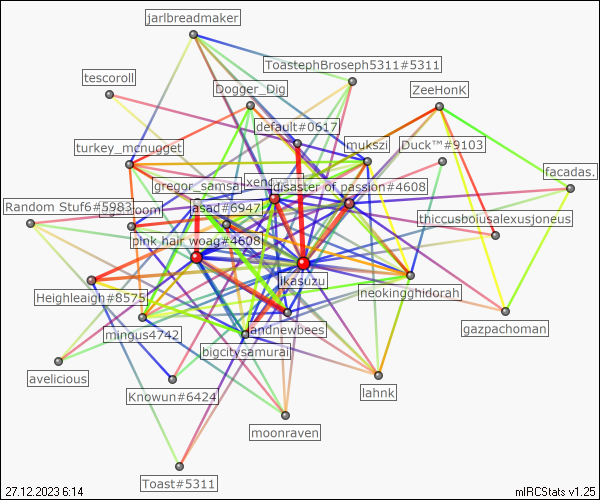 jarlbreadmaker
ToastephBroseph5311#5311
tescoroll
Dogger_Dig
ZeeHonK
default#0617
turkey_mcnugget
mukszi
Duck™#9103
facadas.
gregor_samsa
disaster of passion#4608
Random Stuf6#5983
zoom
asad#6947
thiccusboiusalexusjoneus
pink hair woag#4608
ikasuzu
Heighleaigh#8575
neokingghidorah
mingus4742
andnewbees
gazpachoman
bigcitysamurai
avelicious
Knowun#6424
lahnk
moonraven
Toast#5311
27.12.2023 6:14
mIRCStats v1.25